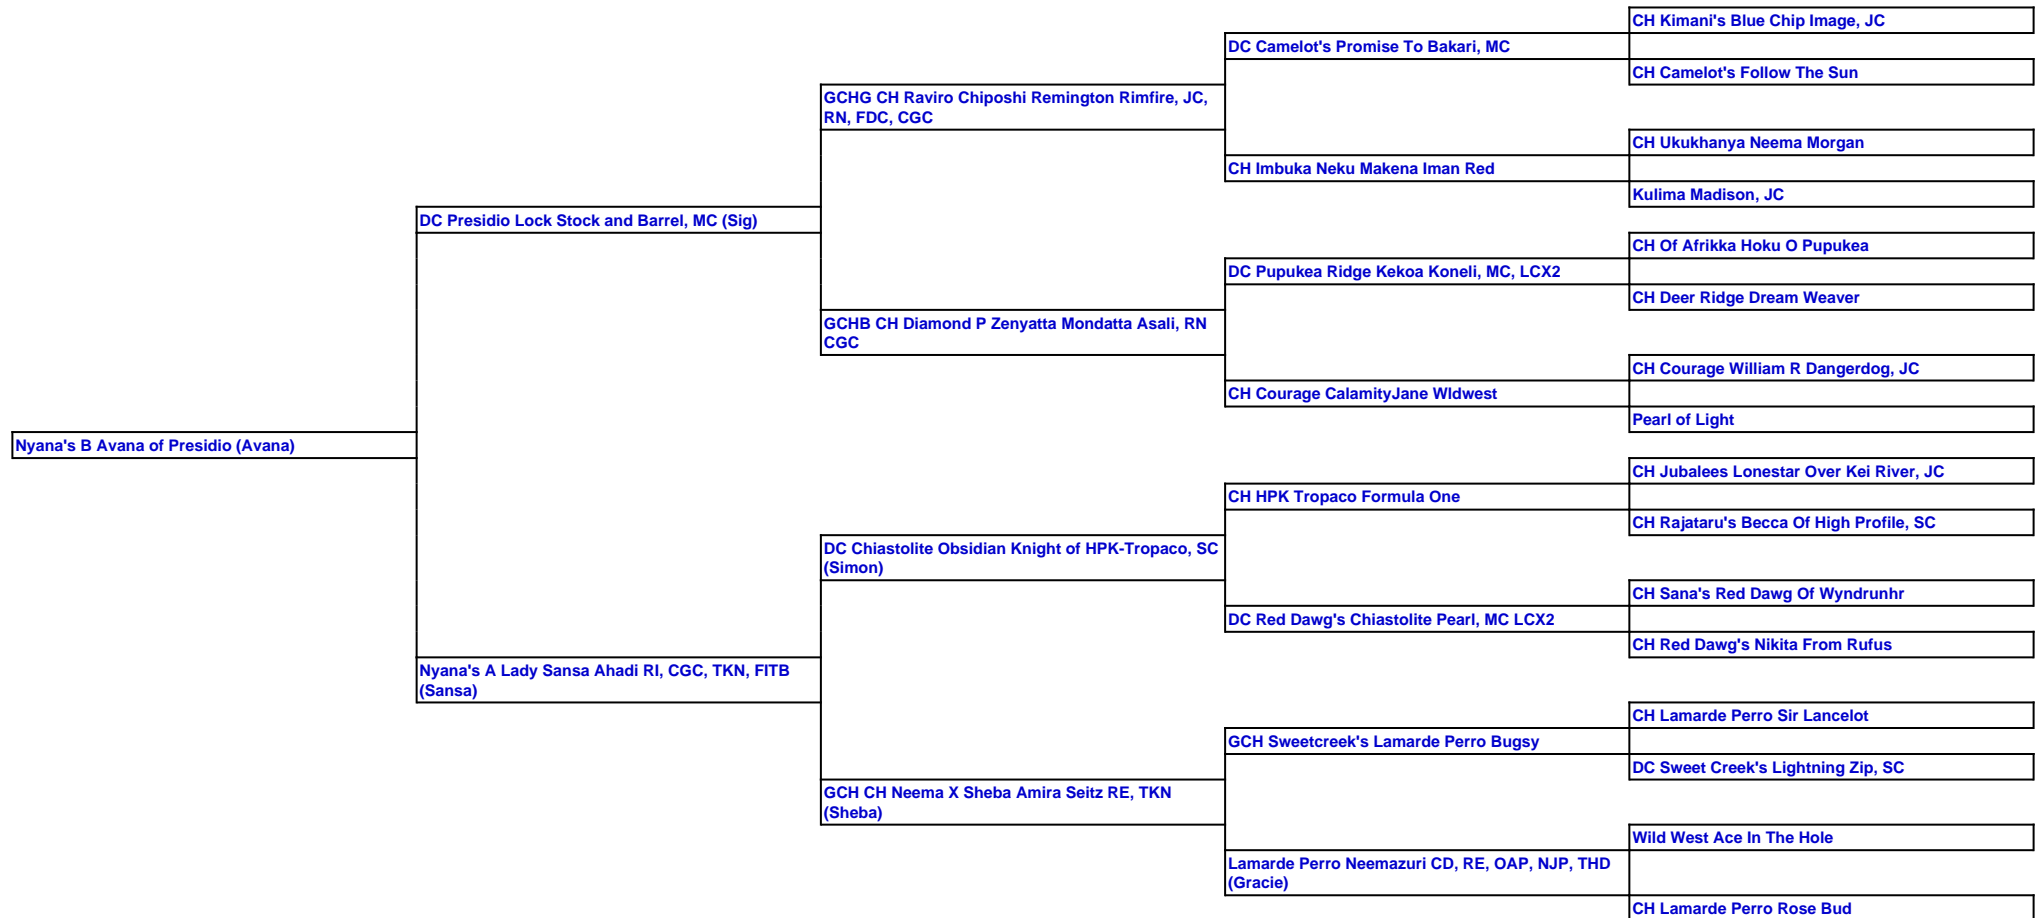 CH Kimani's Blue Chip Image, JC
DC Camelot's Promise To Bakari, MC
CH Camelot's Follow The Sun
GCHG CH Raviro Chiposhi Remington Rimfire, JC,
RN, FDC, CGC
CH Ukukhanya Neema Morgan
CH Imbuka Neku Makena Iman Red
Kulima Madison, JC
DC Presidio Lock Stock and Barrel, MC (Sig)
CH Of Afrikka Hoku O Pupukea
DC Pupukea Ridge Kekoa Koneli, MC, LCX2
CH Deer Ridge Dream Weaver
GCHB CH Diamond P Zenyatta Mondatta Asali, RN
CGC
CH Courage William R Dangerdog, JC
CH Courage CalamityJane Wldwest
Pearl of Light
Nyana's B Avana of Presidio (Avana)
CH Jubalees Lonestar Over Kei River, JC
CH HPK Tropaco Formula One
CH Rajataru's Becca Of High Profile, SC
DC Chiastolite Obsidian Knight of HPK-Tropaco, SC
(Simon)
CH Sana's Red Dawg Of Wyndrunhr
DC Red Dawg's Chiastolite Pearl, MC LCX2
CH Red Dawg's Nikita From Rufus
Nyana's A Lady Sansa Ahadi RI, CGC, TKN, FITB
(Sansa)
CH Lamarde Perro Sir Lancelot
GCH Sweetcreek's Lamarde Perro Bugsy
DC Sweet Creek's Lightning Zip, SC
GCH CH Neema X Sheba Amira Seitz RE, TKN
(Sheba)
Wild West Ace In The Hole
Lamarde Perro Neemazuri CD, RE, OAP, NJP, THD
(Gracie)
CH Lamarde Perro Rose Bud